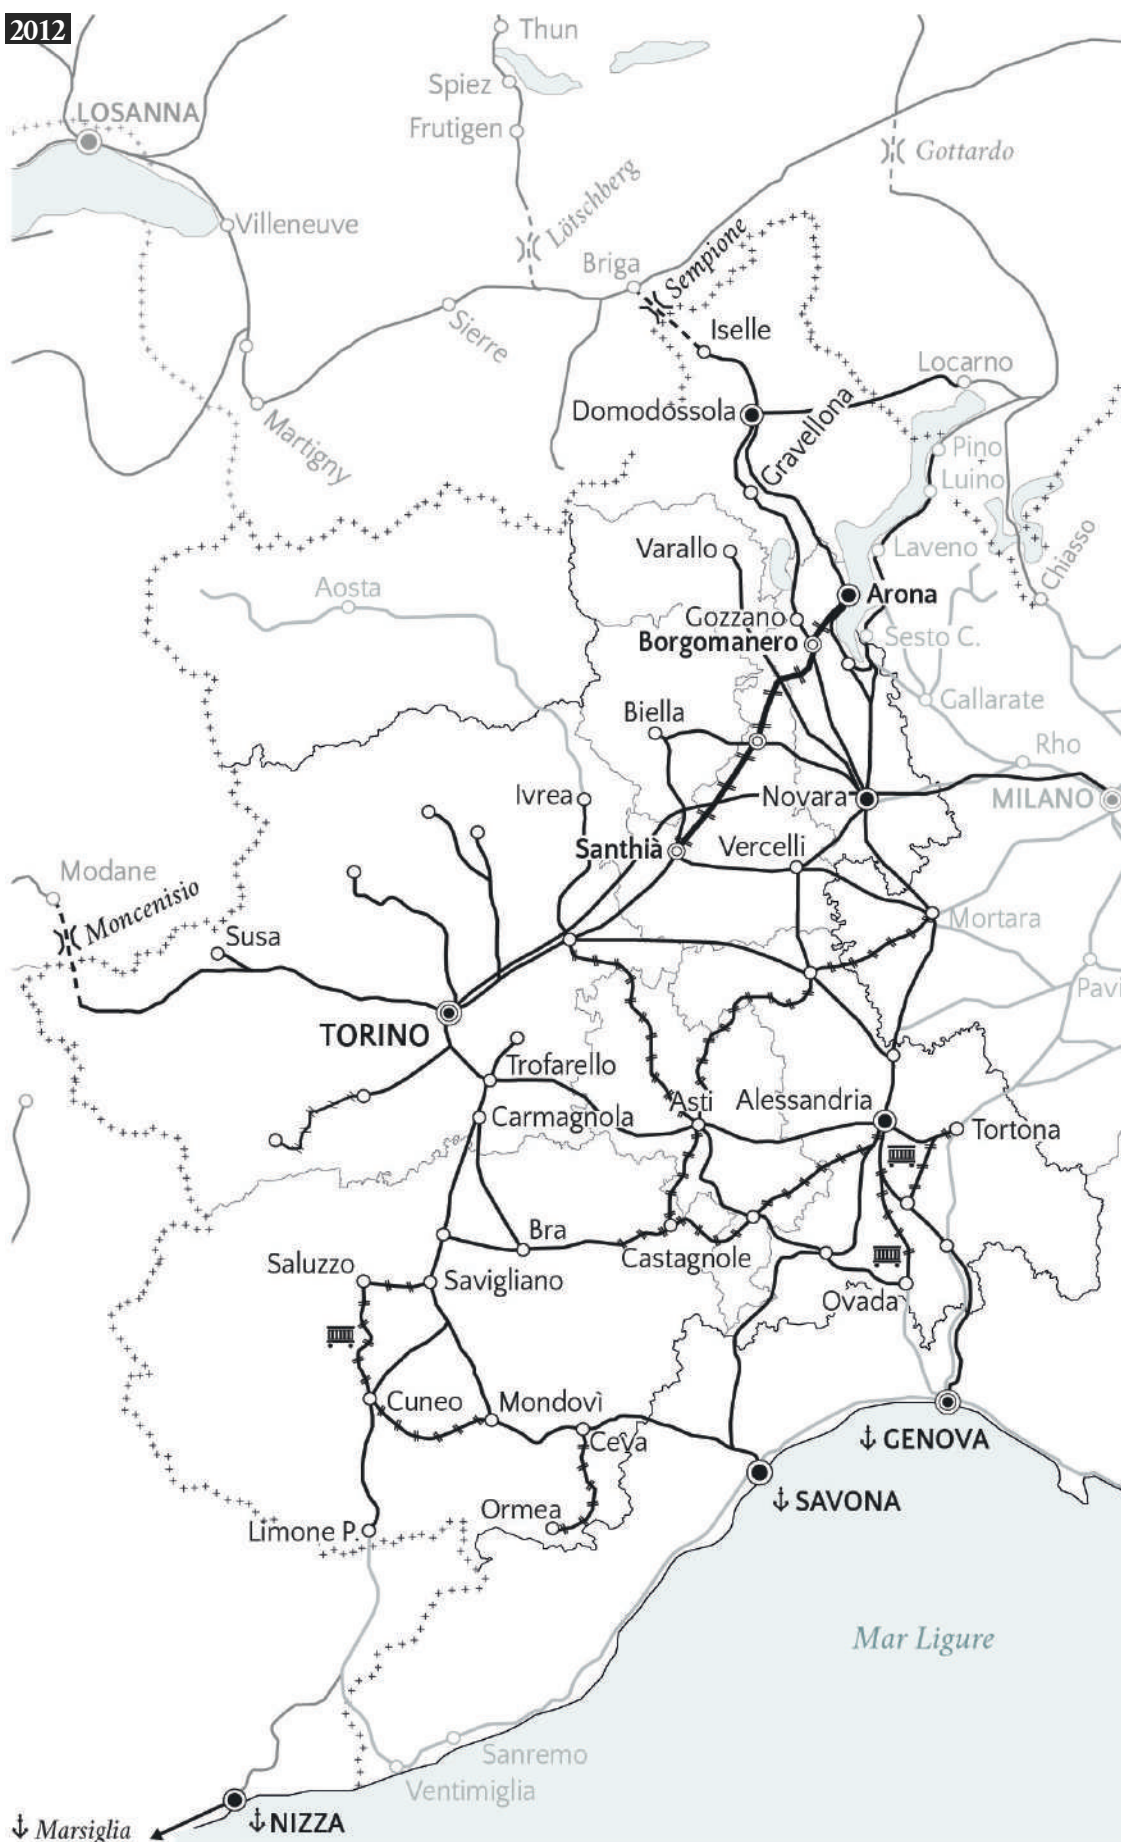 2012
Thun
LOSANNA
Spiez
Frutigen
Gottardo
Lötschberg
Villeneuve
Sempione
Briga
Sierre
Iselle
Locarno
Domodossola
Gravellona
Martigny
Pino
Luino
Varallo
Laveno
Chiasso
Aosta
Arona
Gozzano
Borgomanero
Sesto C.
Gallarate
Biella
Rho
Ivrea
Novara
MILANO
Santhià
Vercelli
Modane
Moncenisio
Mortara
Susa
Pavi
TORINO
Trofarello
Asti
Alessandria
Carmagnola
Tortona
Bra
Saluzzo
Castagnole
Savigliano
Ovada
Cuneo
Mondovì
Ceva
GENOVA
SAVONA
Ormea
Limone P.
Mar Ligure
Sanremo
Ventimiglia
NIZZA
Marsiglia